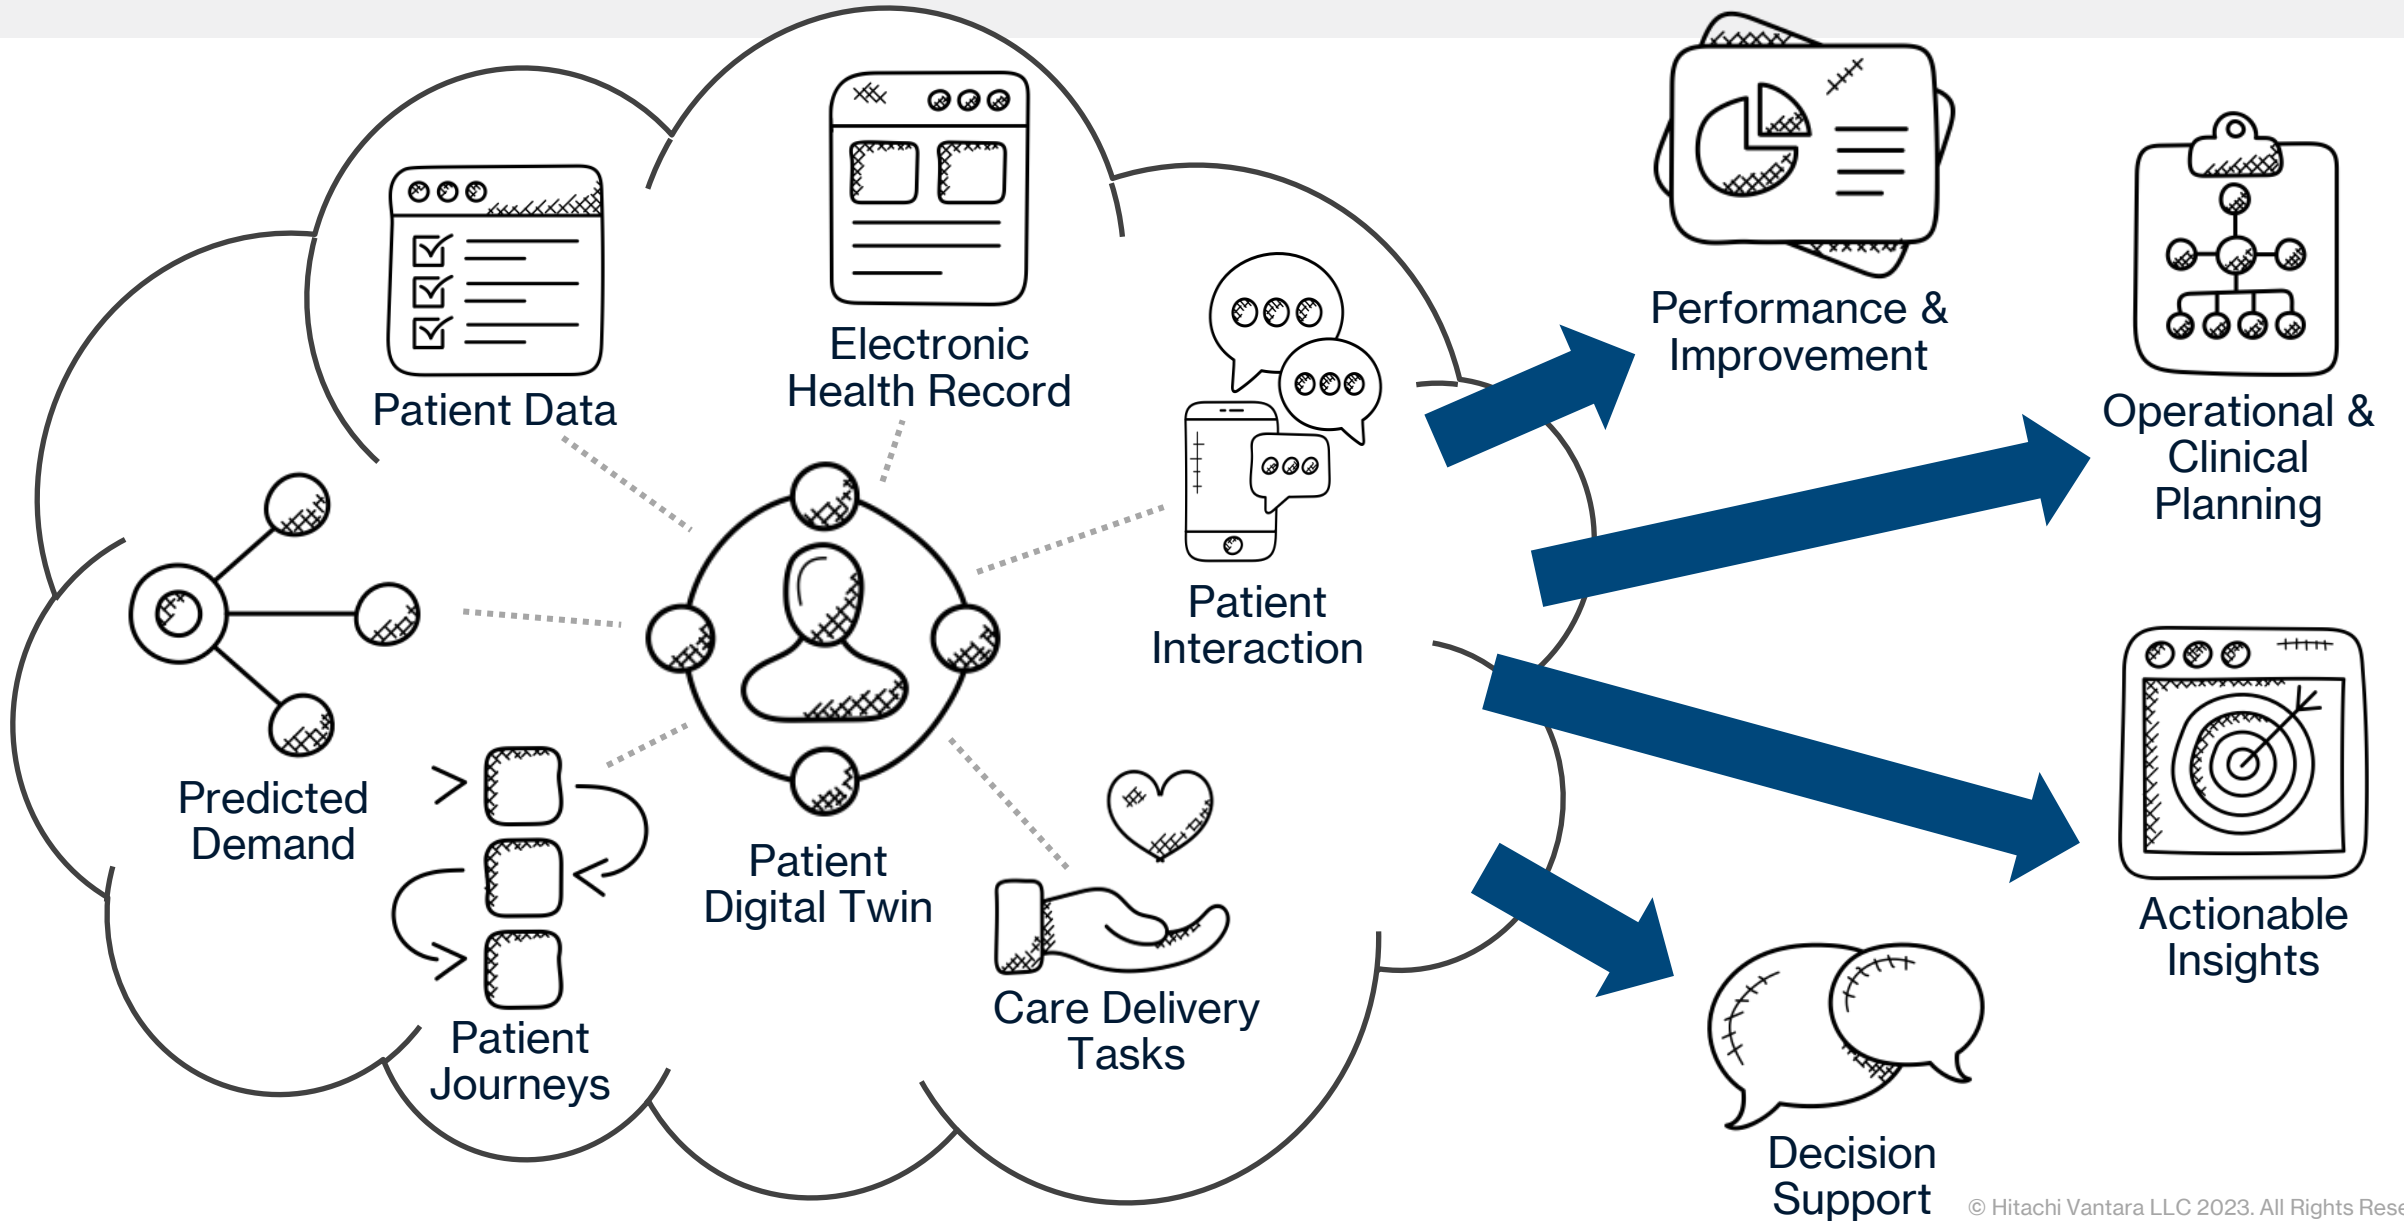 Patient Data
Electronic
Health Record
Patient
Interaction
Predicted
Demand
Patient
Digital Twin
Patient
Journeys
Care Delivery
Tasks
Performance &
Improvement
Operational &
Clinical
Planning
Actionable
Insights
Decision
Support
© Hitachi Vantara LLC 2023. All Rights Rese